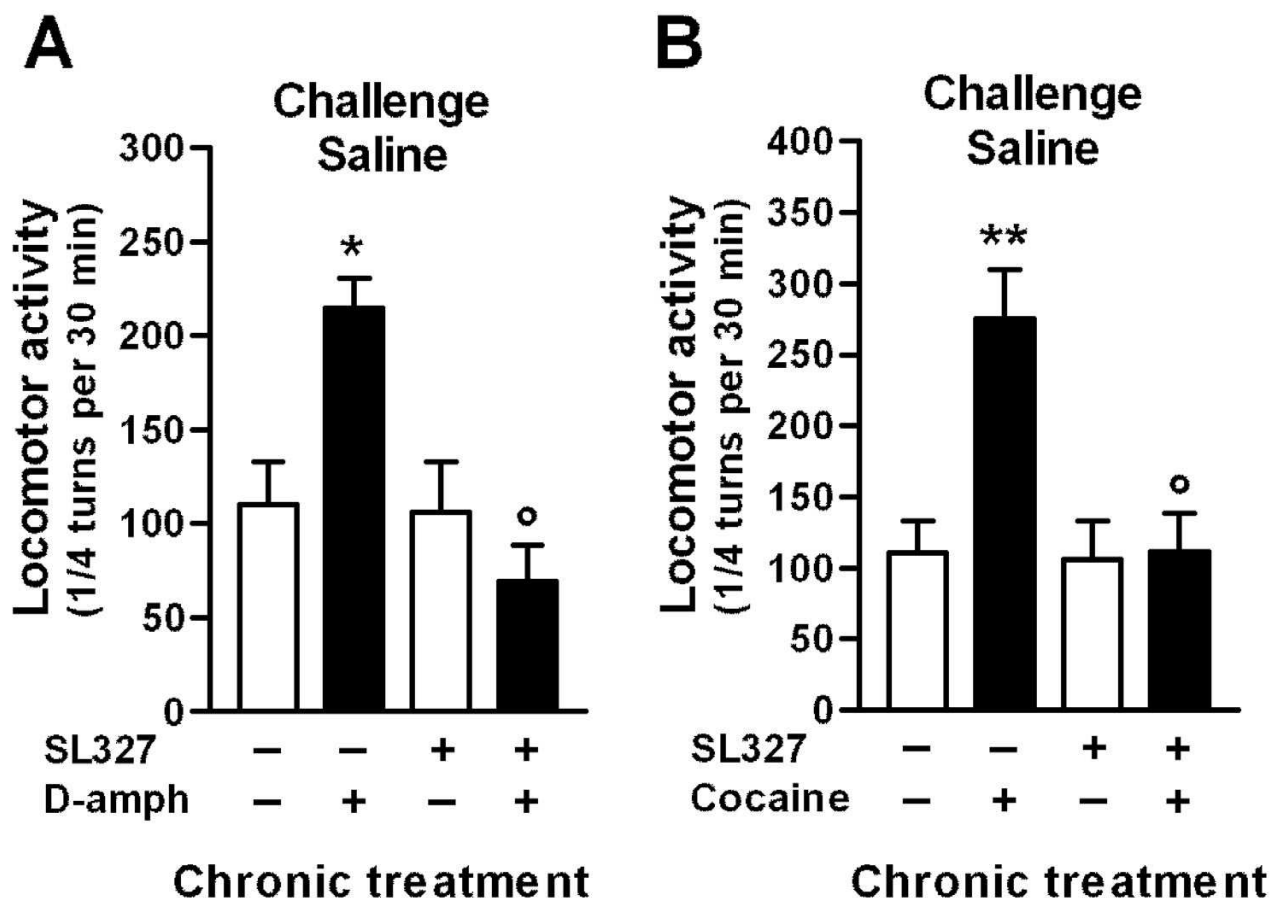 A
Challenge
Saline
Locomotor activity
(1/4 turns per 30 min)
300
250
200
150
100
50
0
*
°
SL327 – – + +
D-amph – + – +
Chronic treatment
B
Challenge
Saline
Locomotor activity
(1/4 turns per 30 min)
400
350
300
250
200
150
100
50
0
**
°
SL327 – – + +
Cocaine – + – +
Chronic treatment